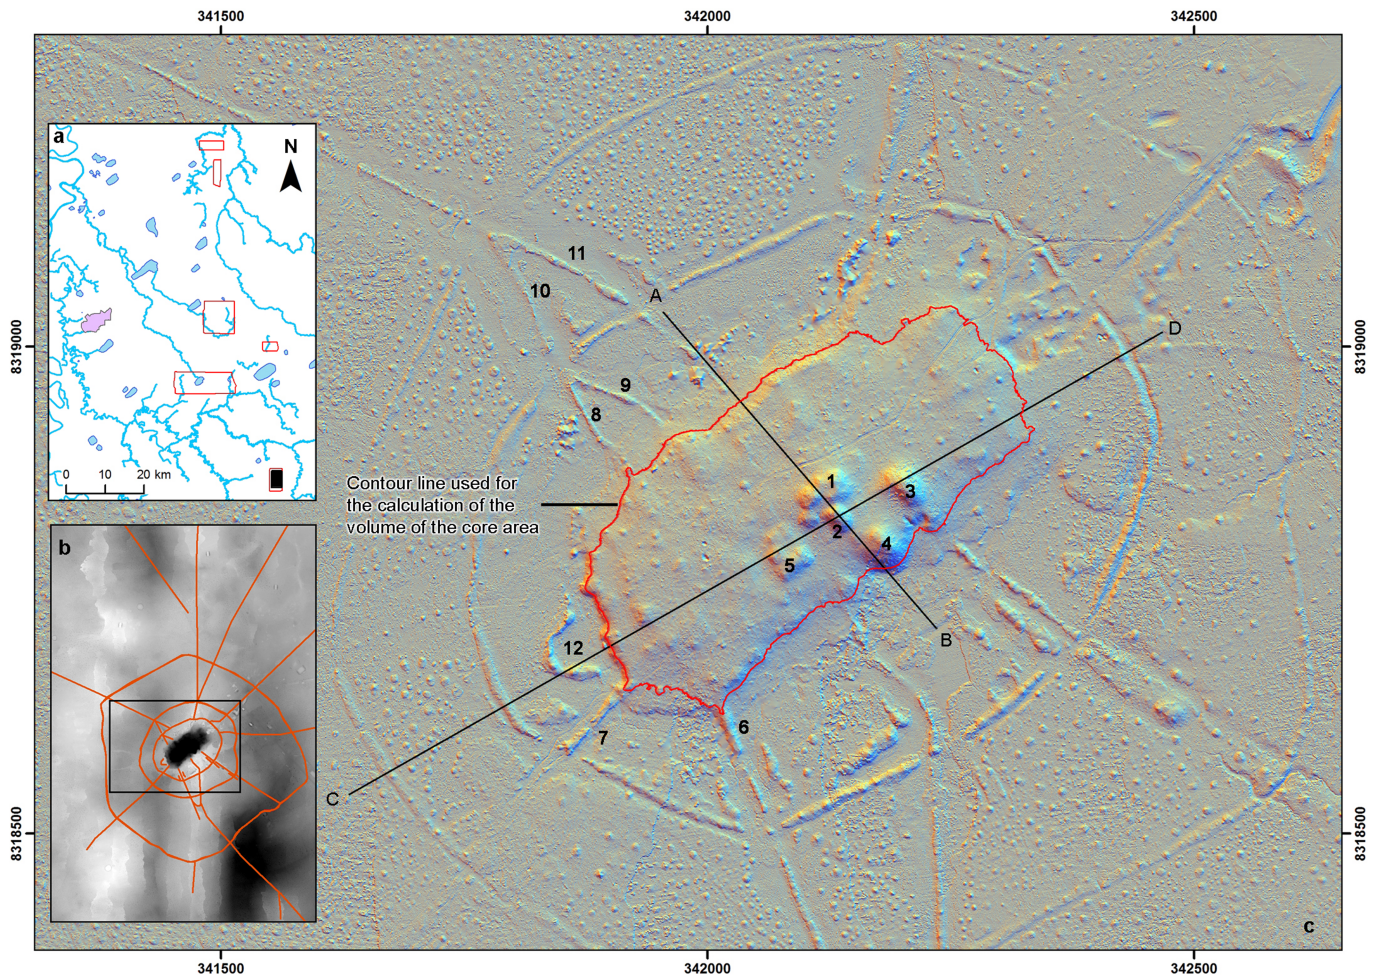 341500 342000 342500
a
N
0 10 20 km
b
8319000
8318500
11
10
A
D
9
8
Contour line used for
the calculation of the
volume of the core area
1
3
2
4
5
12
B
6
7
C
8319000
8318500
c
341500 342000 342500